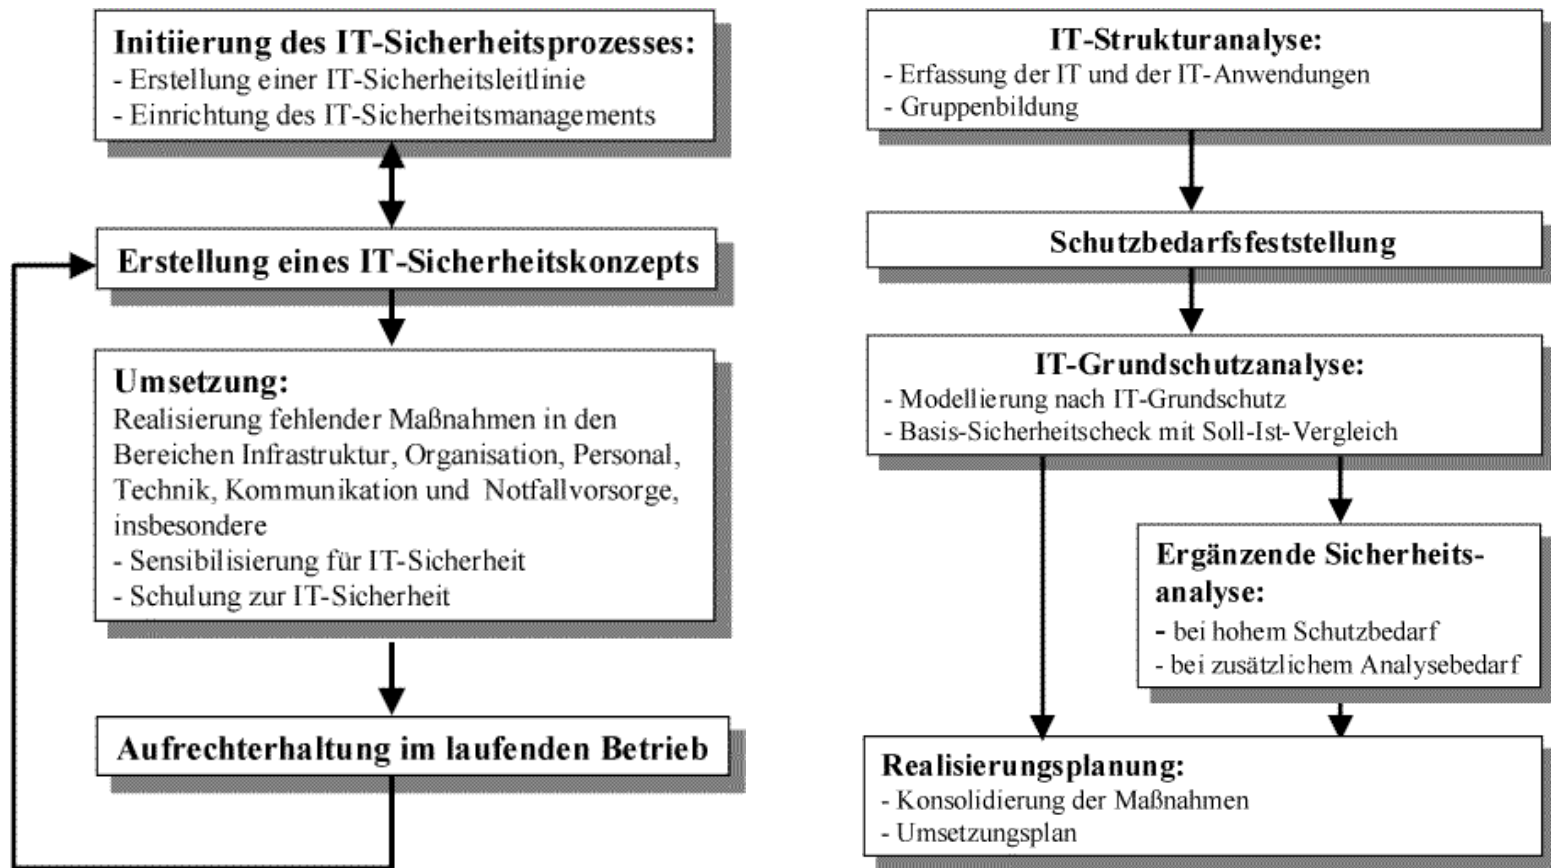 Initiierung des IT-Sicherheitsprozesses:
- Erstellung einer IT-Sicherheitsleitlinie
- Einrichtung des IT-Sicherheitsmanagements
Erstellung eines IT-Sicherheitskonzepts
Umsetzung:
Realisierung fehlender Maßnahmen in den
Bereichen Infrastruktur, Organisation, Personal,
Technik, Kommunikation und Notfallvorsorge,
insbesondere
- Sensibilisierung für IT-Sicherheit
- Schulung zur IT-Sicherheit
Aufrechterhaltung im laufenden Betrieb
IT-Strukturanalyse:
- Erfassung der IT und der IT-Anwendungen
- Gruppenbildung
Schutzbedarfsfeststellung
IT-Grundschutzanalyse:
- Modellierung nach IT-Grundschutz
- Basis-Sicherheitscheck mit Soll-Ist-Vergleich
Ergänzende Sicherheits-
analyse:
- bei hohem Schutzbedarf
- bei zusätzlichem Analysebedarf
Realisierungsplanung:
- Konsolidierung der Maßnahmen
- Umsetzungsplan